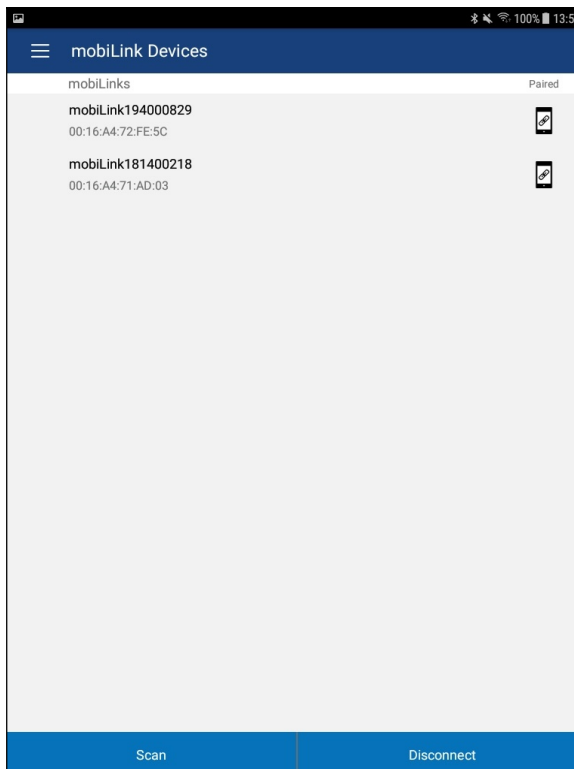 100% 13:5
mobiLink Devices
mobiLinks Paired
mobiLink194000829
00:16:A4:72:FE:5C
mobiLink181400218
00:16:A4:71:AD:03
Scan Disconnect